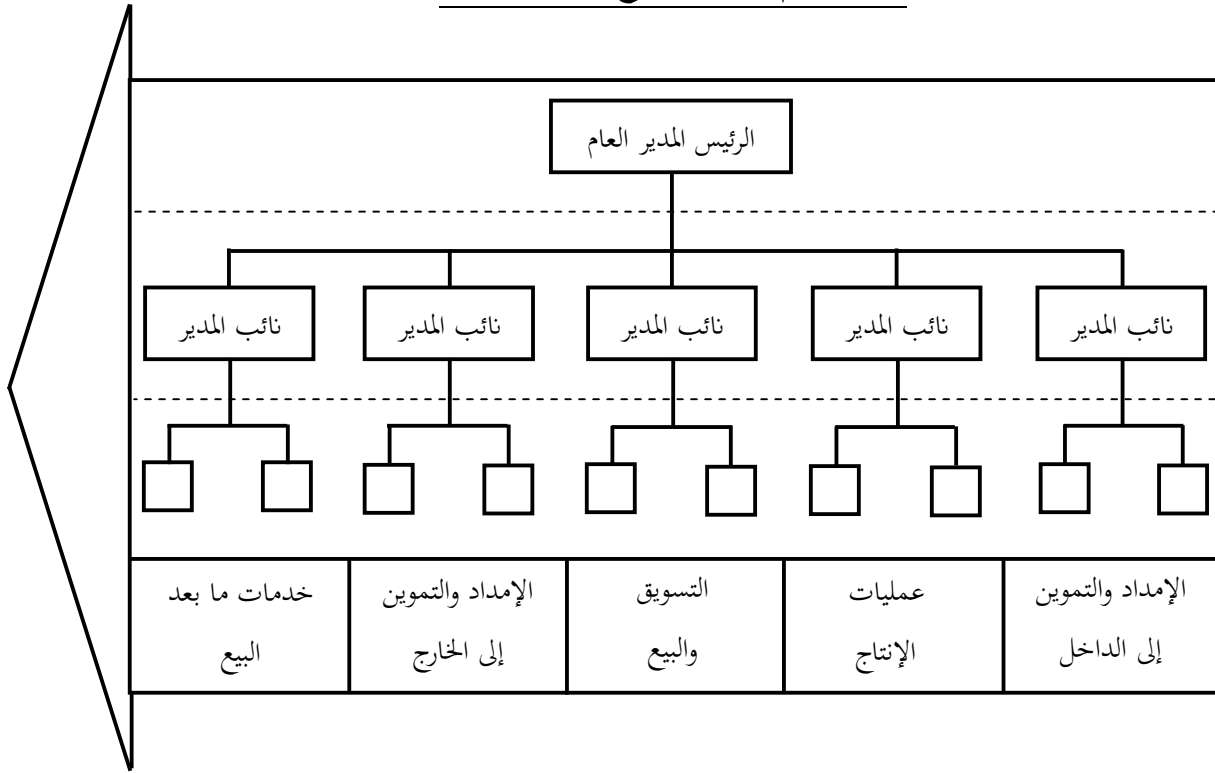 الرئيس المدير العام
نائب المدير
نائب المدير
نائب المدير
نائب المدير
نائب المدير
الإمداد والتموين
إلى الداخل
عمليات
الإنتاج
التسويق
والبيع
الإمداد والتموين
إلى الخارج
خدمات ما بعد
البيع